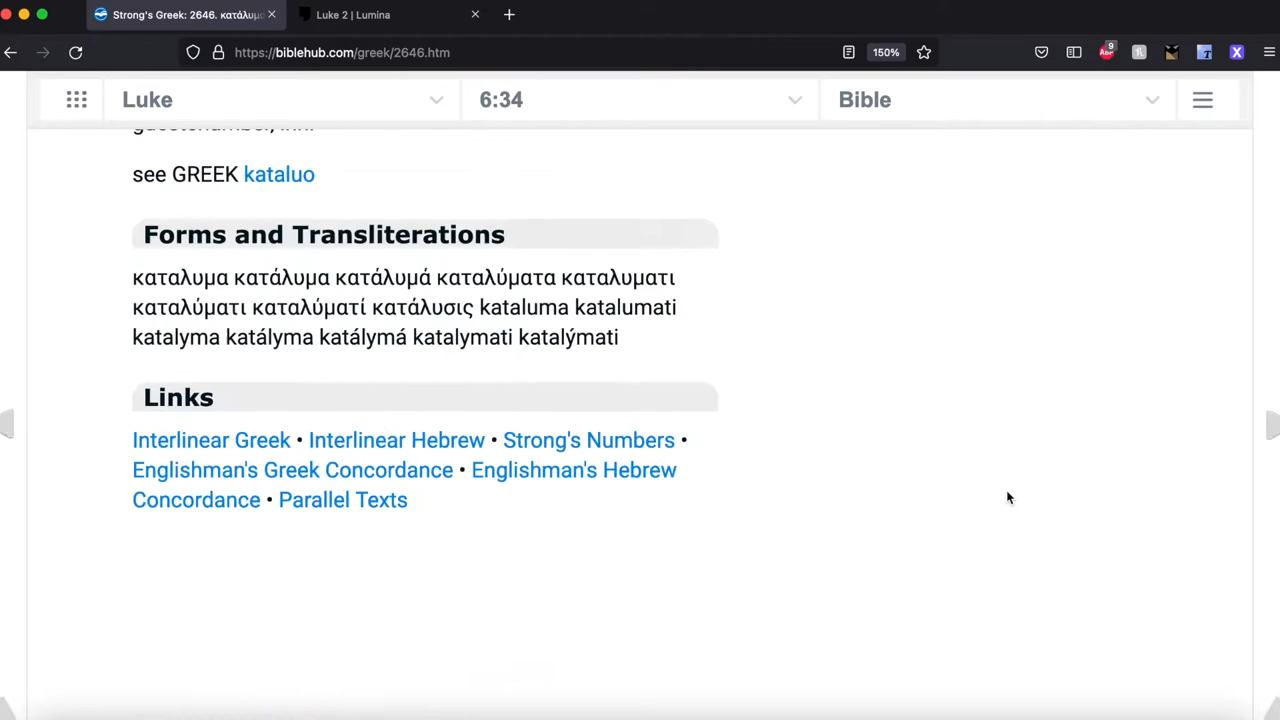 Strong's Greek: 2646. κατάλυμα
Luke 2 | Lumina
https://biblehub.com/greek/2646.htm
150%
9
Luke
6:34
Bible
see GREEK kataluo
Forms and Transliterations
καταλυμα κατάλυμα κατάλυμά καταλύματα καταλυματι
καταλύματι καταλύματί κατάλυσις kataluma katalumati
katalyma katályma katálymá katalymati katalýmati
Links
Interlinear Greek • Interlinear Hebrew • Strong's Numbers •
Englishman's Greek Concordance • Englishman's Hebrew
Concordance • Parallel Texts